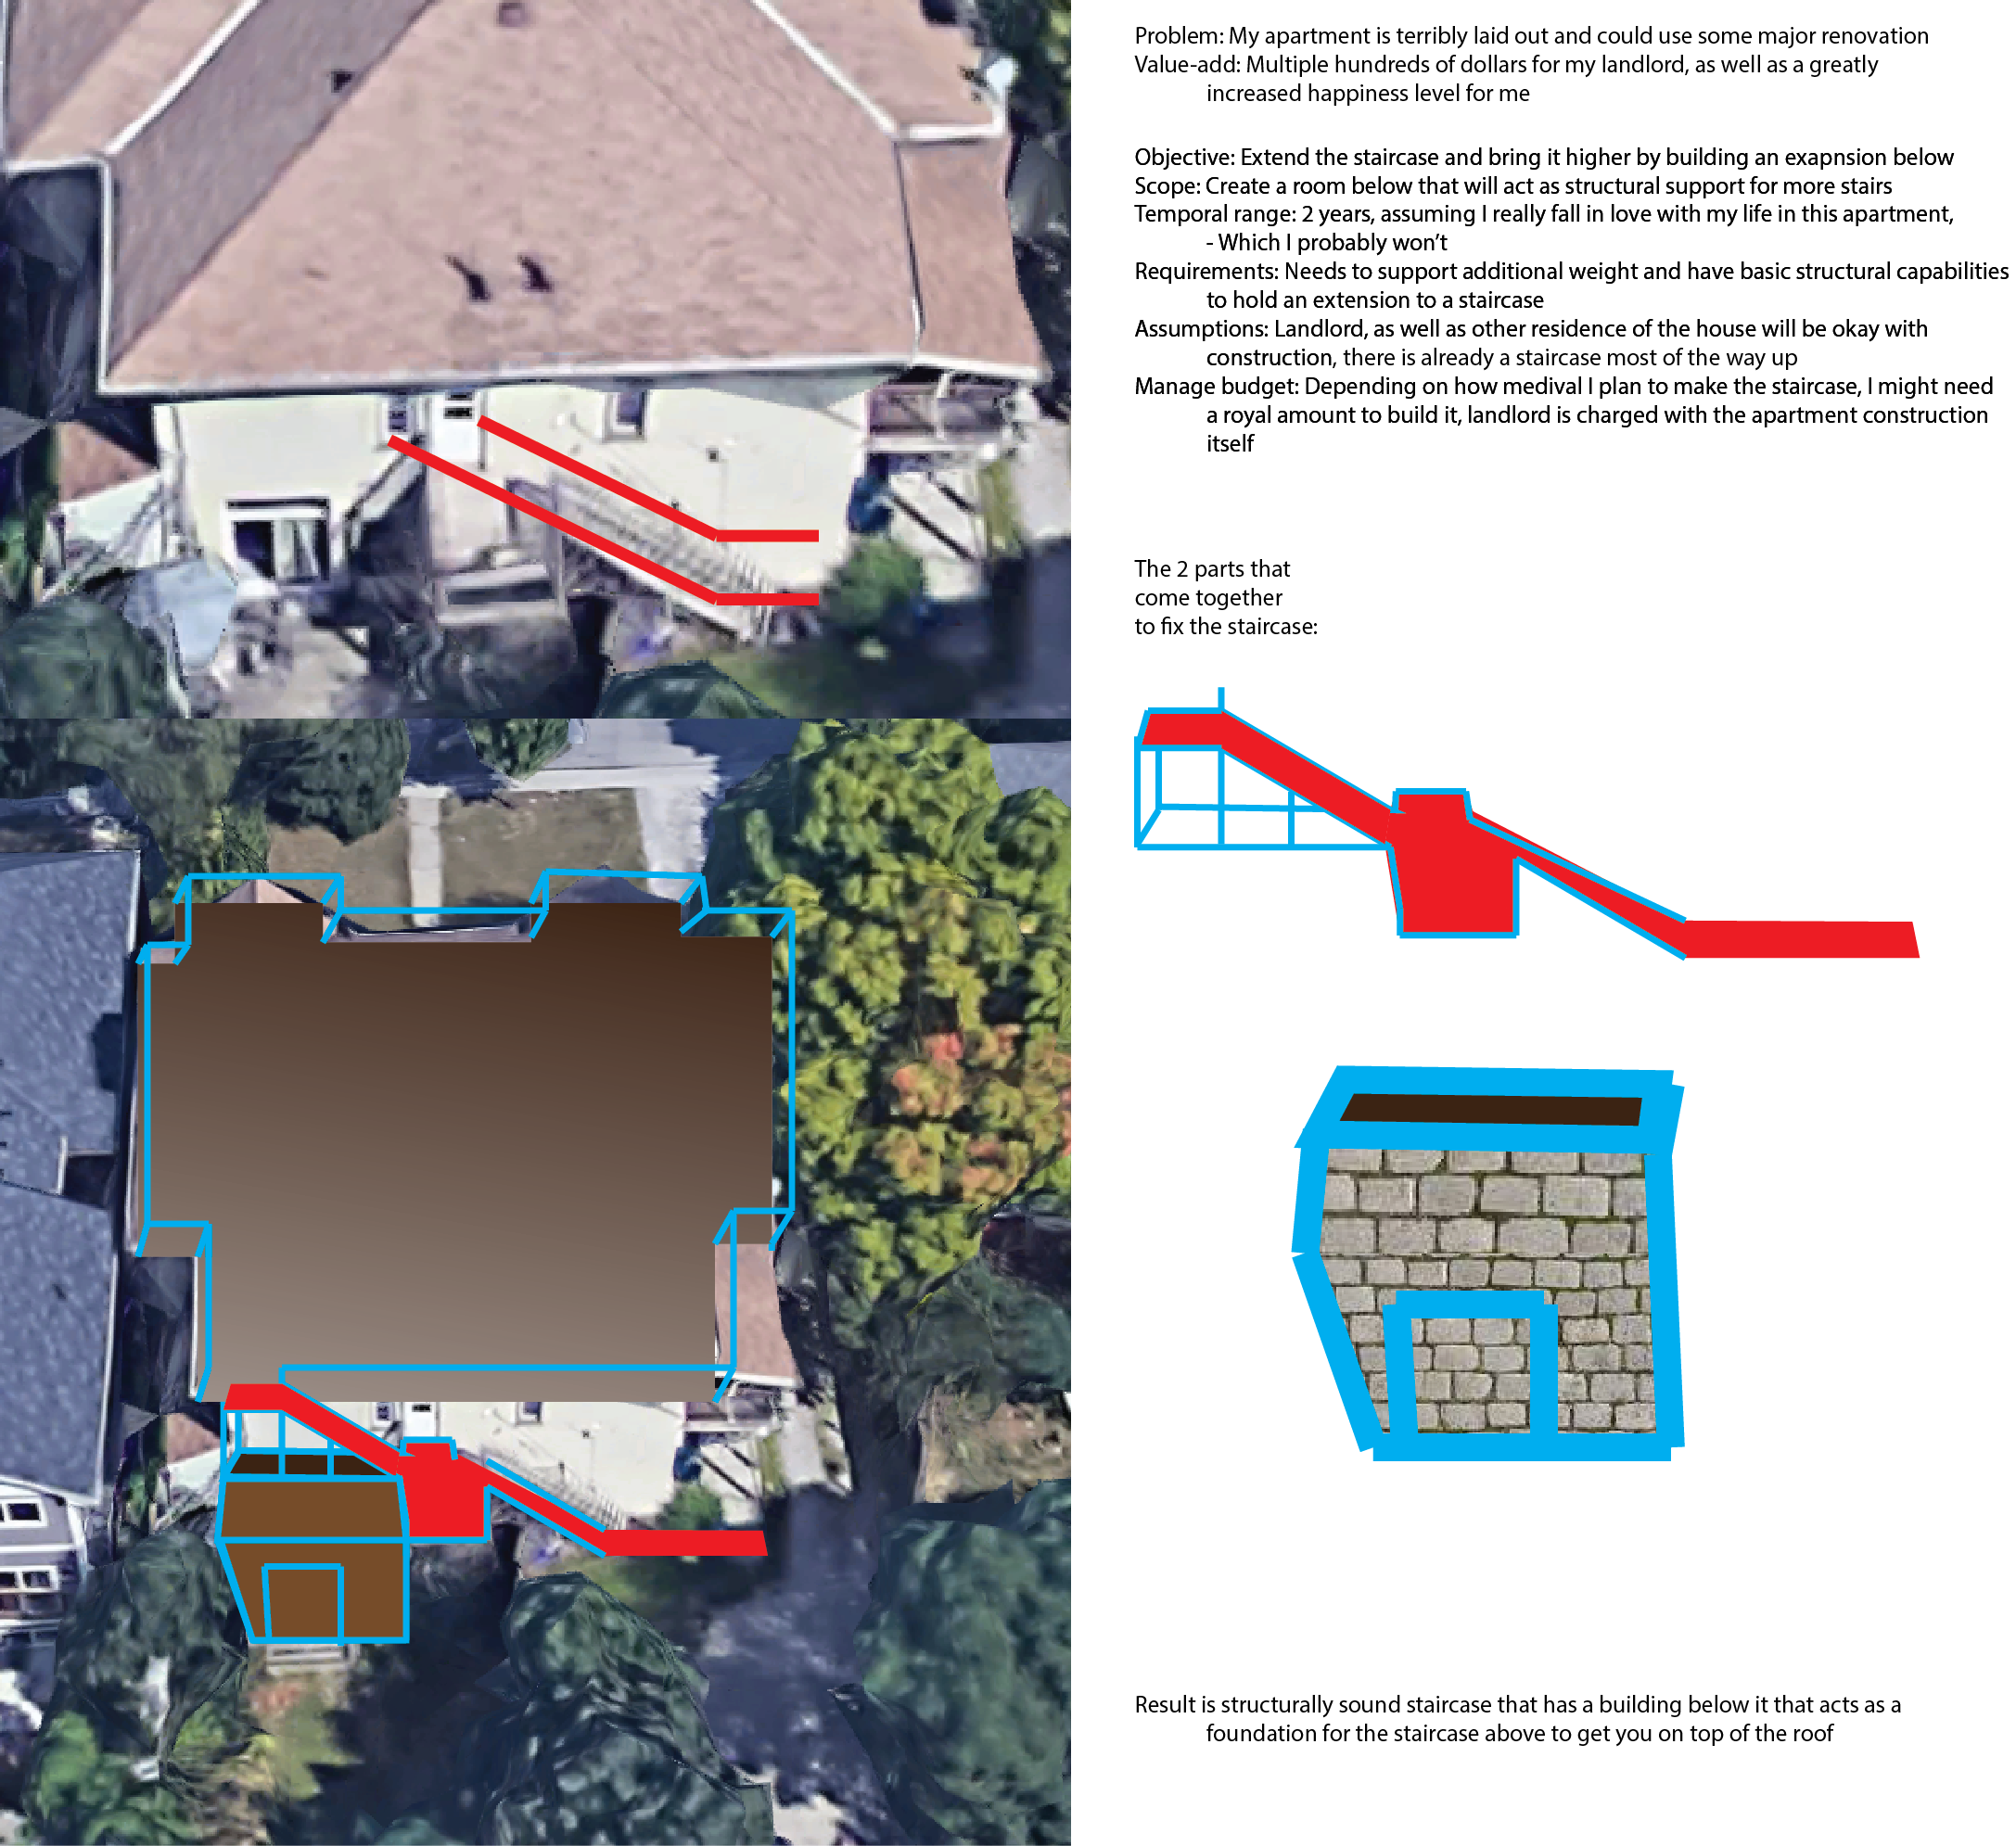 Problem: My apartment is terribly laid out and could use some major renovation
Value-add: Multiple hundreds of dollars for my landlord, as well as a greatly
increased happiness level for me
Objective: Extend the staircase and bring it higher by building an exapnsion below
Scope: Create a room below that will act as structural support for more stairs
Temporal range: 2 years, assuming I really fall in love with my life in this apartment,
- Which I probably won't
Requirements: Needs to support additional weight and have basic structural capabilities
to hold an extension to a staircase
Assumptions: Landlord, as well as other residence of the house will be okay with
construction, there is already a staircase most of the way up
Manage budget: Depending on how medival I plan to make the staircase, I might need
a royal amount to build it, landlord is charged with the apartment construction
itself
The 2 parts that
come together
to fix the staircase:
Result is structurally sound staircase that has a building below it that acts as a
foundation for the staircase above to get you on top of the roof